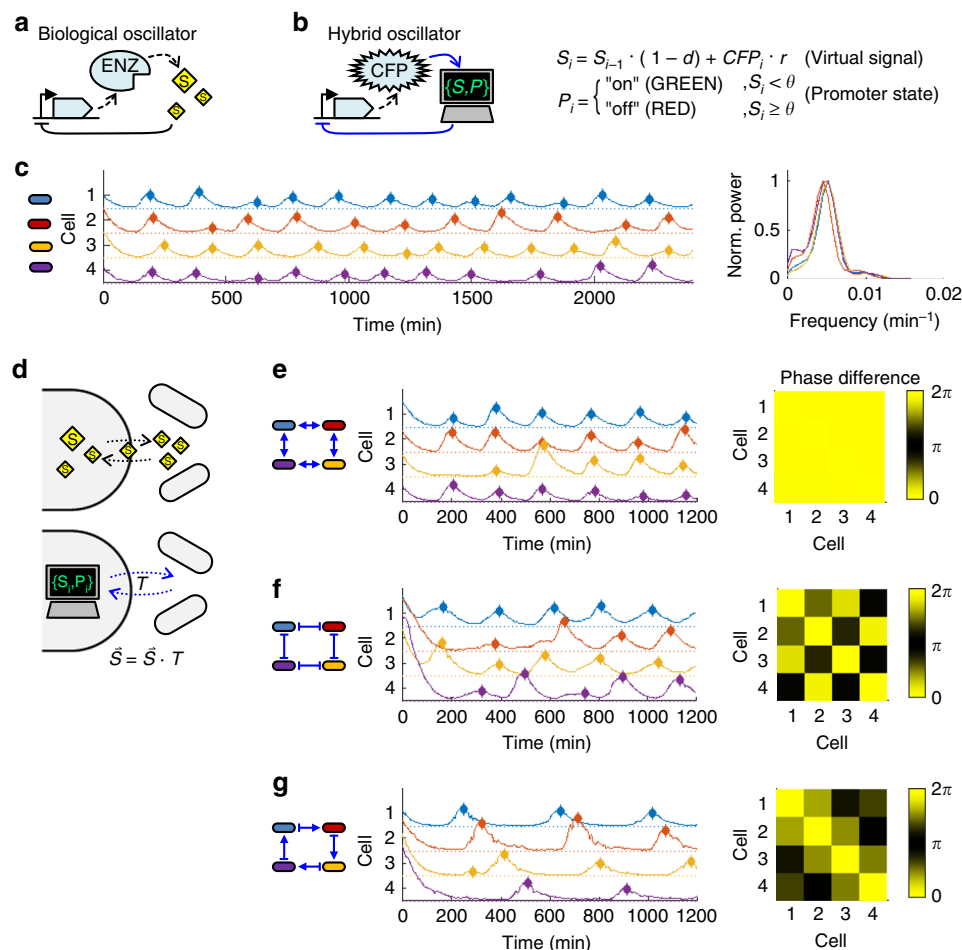 a
Biological oscillator
ENZ
S
S
S
b
Hybrid oscillator
CFP
{S,P}
S_i = S_{i−1} · ( 1 − d) + CFP_i · r (Virtual signal)
P_i = { "on" (GREEN) ,S_i < θ
"off" (RED) ,S_i ≥ θ
(Promoter state)
c
Cell
1
2
3
4
0 500 1000 1500 2000
Time (min)
Norm. power
1
0.5
0
0 0.01 0.02
Frequency (min⁻¹)
d
S
S
S
S
S
S
S
{S_i,P_i}
T
S⃗ = S⃗ · T
e
Cell
1
2
3
4
0 200 400 600 800 1000 1200
Time (min)
Phase difference
Cell
1
2
3
4
1 2 3 4
Cell
2π
π
0
f
Cell
1
2
3
4
0 200 400 600 800 1000 1200
Time (min)
Cell
1
2
3
4
1 2 3 4
Cell
2π
π
0
g
Cell
1
2
3
4
0 200 400 600 800 1000 1200
Time (min)
Cell
1
2
3
4
1 2 3 4
Cell
2π
π
0